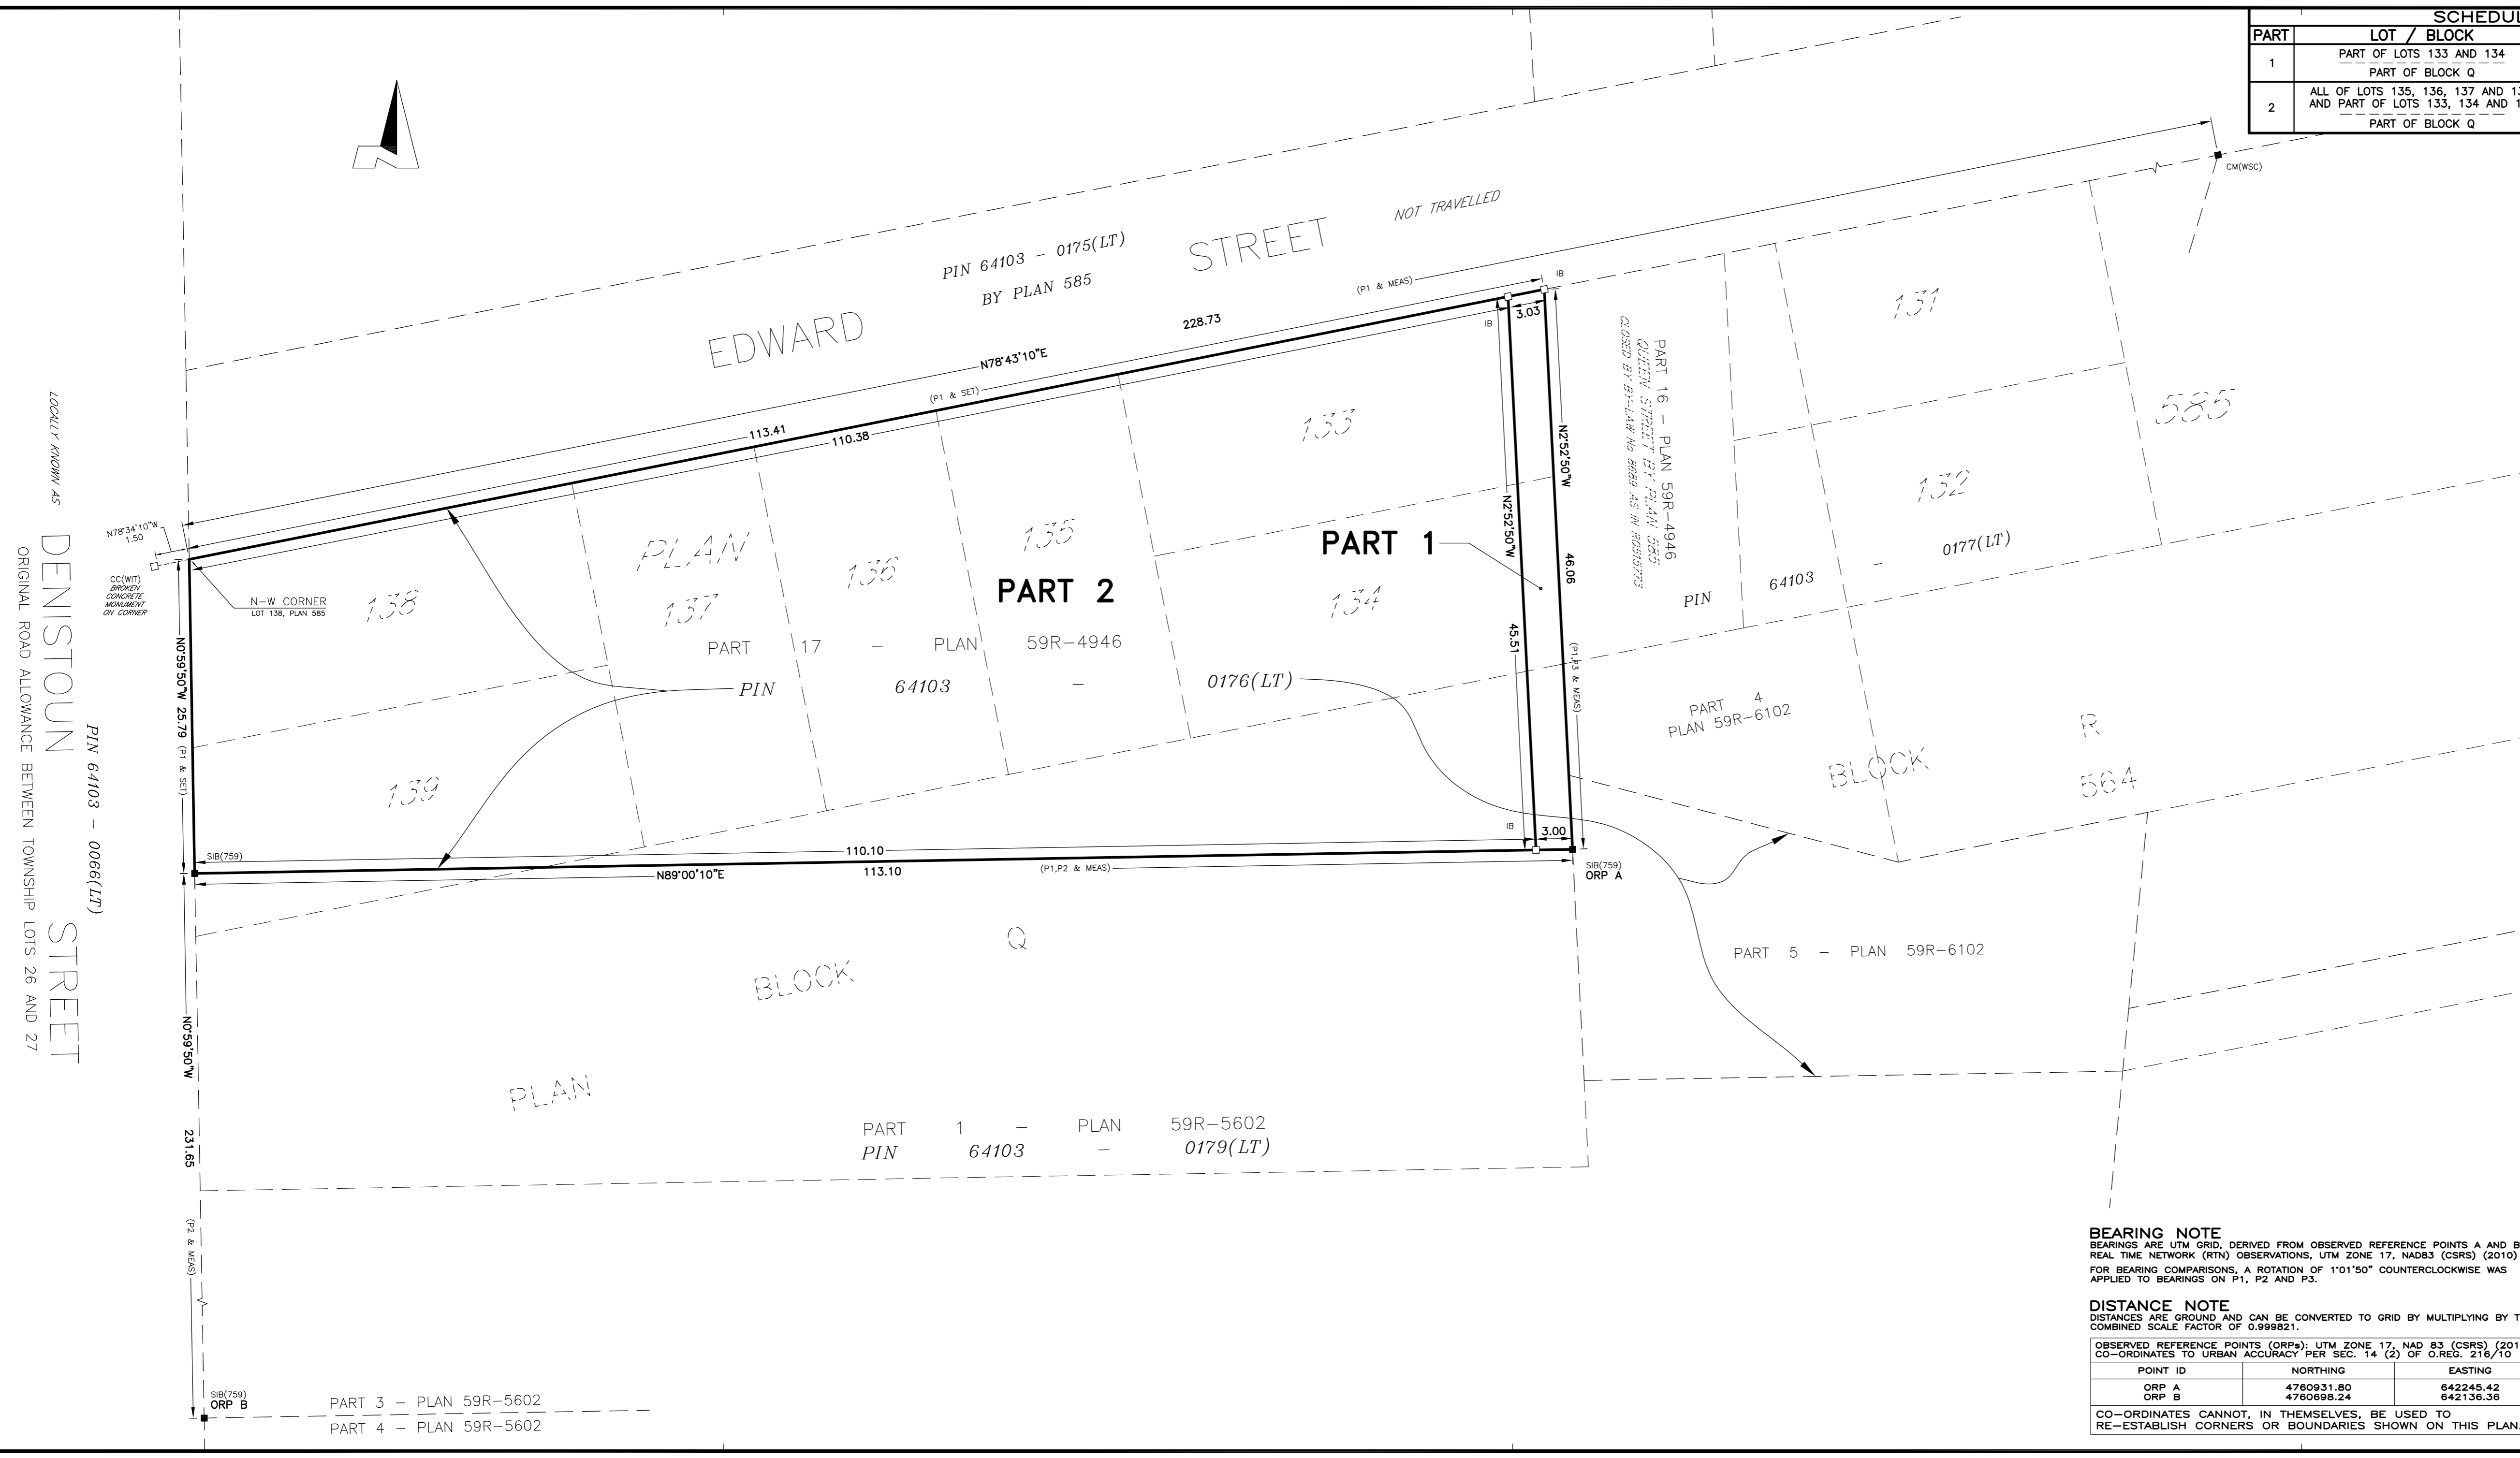 SCHEDUL
PART
LOT / BLOCK
1
PART OF LOTS 133 AND 134
PART OF BLOCK Q
2
ALL OF LOTS 135, 136, 137 AND 13
AND PART OF LOTS 133, 134 AND 1
PART OF BLOCK Q
CM(WSC)
NOT TRAVELLED
STREET
PIN 64103 - 0175(LT)
BY PLAN 585
EDWARD
(P1 & MEAS)
228.73
N78°43'10"E
(P1 & SET)
113.41
110.38
IB
IB
3.03
131
133
585
132
PART 16 - PLAN 59R-4946
QUEEN STREET BY PLAN 585
CLOSED BY BY-LAW No 8689 AS IN RO515773
N2°52'50"W
46.06
(P1,P3 & MEAS)
N2°52'50"W
45.51
PIN 64103 - 0177(LT)
LOCALLY KNOWN AS
DENISTOUN STREET
ORIGINAL ROAD ALLOWANCE BETWEEN TOWNSHIP LOTS 26 AND 27
PIN 64103 - 0066(LT)
N78°34'10"W
1.50
CC(WIT)
BROKEN
CONCRETE
MONUMENT
ON CORNER
N-W CORNER
LOT 138, PLAN 585
PLAN
135
136
138
137
134
PART 1
PART 2
PART 17 - PLAN 59R-4946
PIN 64103 - 0176(LT)
N0°59'50"W 25.79 (P1 & SET)
139
PART 4
PLAN 59R-6102
BLOCK R
564
SIB(759)
110.10
IB
3.00
N89°00'10"E
113.10
(P1,P2 & MEAS)
SIB(759)
ORP A
BLOCK Q
PART 5 - PLAN 59R-6102
N0°59'50"W
231.65
(P2 & MEAS)
PLAN
PART 1 - PLAN 59R-5602
PIN 64103 - 0179(LT)
SIB(759)
ORP B
PART 3 - PLAN 59R-5602
PART 4 - PLAN 59R-5602
BEARING NOTE
BEARINGS ARE UTM GRID, DERIVED FROM OBSERVED REFERENCE POINTS A AND B
REAL TIME NETWORK (RTN) OBSERVATIONS, UTM ZONE 17, NAD83 (CSRS) (2010)
FOR BEARING COMPARISONS, A ROTATION OF 1°01'50" COUNTERCLOCKWISE WAS
APPLIED TO BEARINGS ON P1, P2 AND P3.
DISTANCE NOTE
DISTANCES ARE GROUND AND CAN BE CONVERTED TO GRID BY MULTIPLYING BY T
COMBINED SCALE FACTOR OF 0.999821.
OBSERVED REFERENCE POINTS (ORPs): UTM ZONE 17, NAD 83 (CSRS) (201
CO-ORDINATES TO URBAN ACCURACY PER SEC. 14 (2) OF O.REG. 216/10
POINT ID NORTHING EASTING
ORP A 4760931.80 642245.42
ORP B 4760698.24 642136.36
CO-ORDINATES CANNOT, IN THEMSELVES, BE USED TO
RE-ESTABLISH CORNERS OR BOUNDARIES SHOWN ON THIS PLAN.